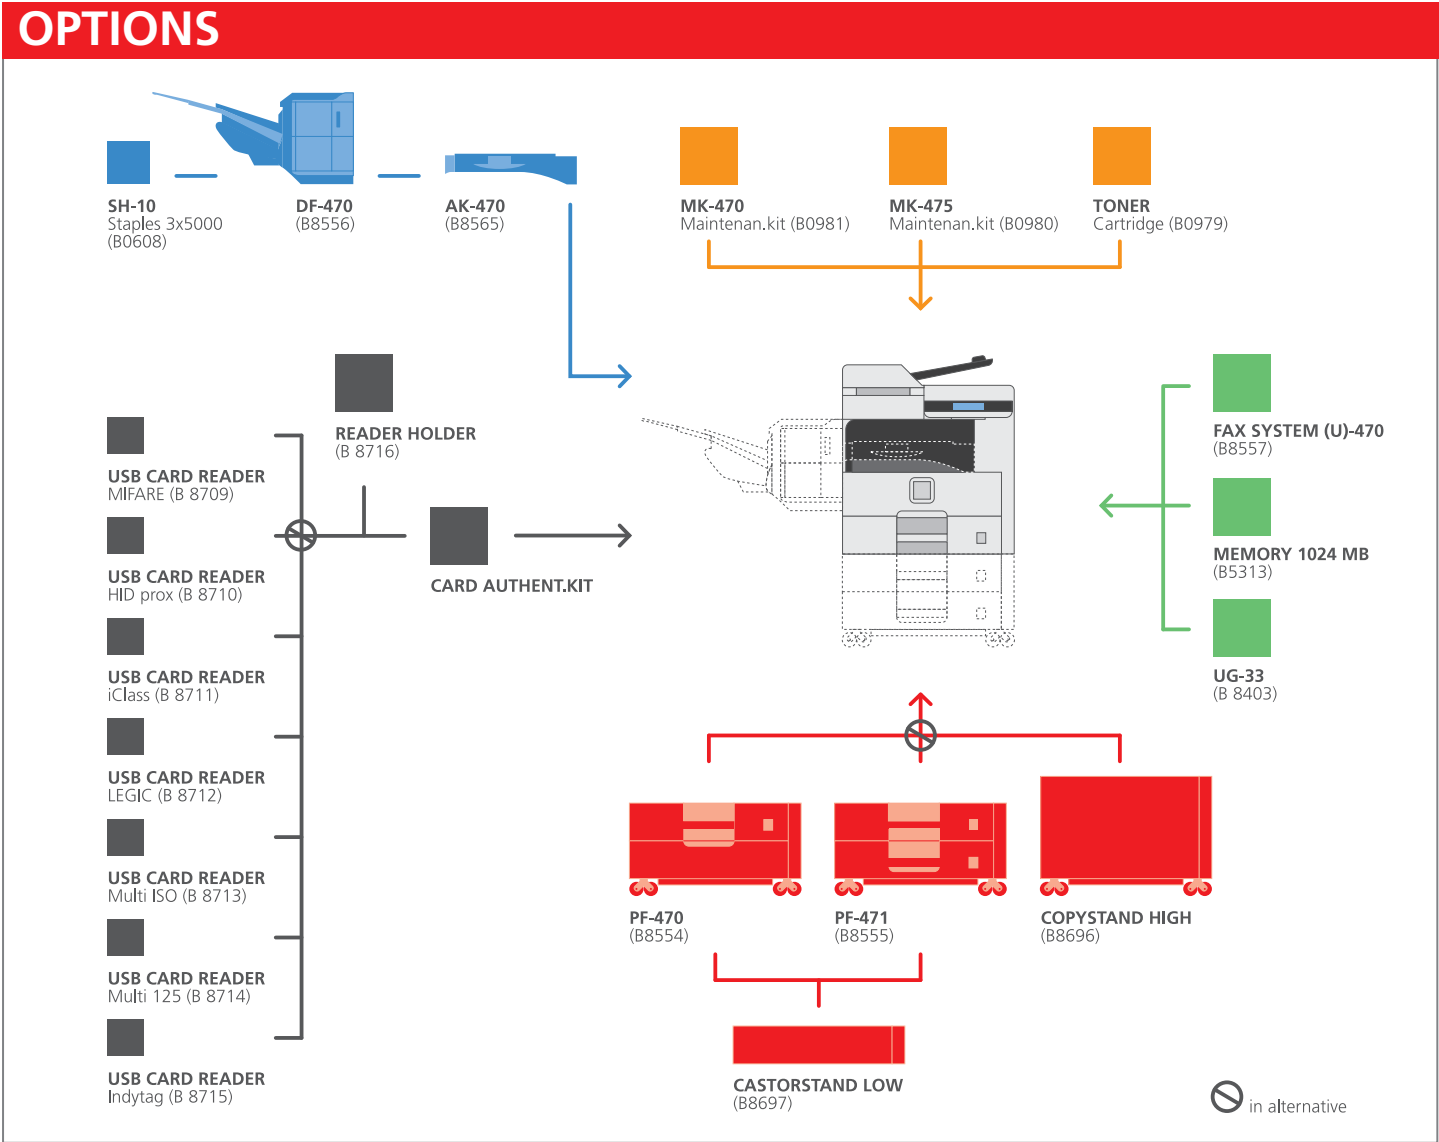 OPTIONS
SH-10
Staples 3x5000
(B0608)
DF-470
(B8556)
AK-470
(B8565)
MK-470
Maintenan.kit (B0981)
MK-475
Maintenan.kit (B0980)
TONER
Cartridge (B0979)
READER HOLDER
(B 8716)
USB CARD READER
MIFARE (B 8709)
USB CARD READER
HID prox (B 8710)
USB CARD READER
iClass (B 8711)
USB CARD READER
LEGIC (B 8712)
USB CARD READER
Multi ISO (B 8713)
USB CARD READER
Multi 125 (B 8714)
USB CARD READER
Indytag (B 8715)
CARD AUTHENT.KIT
FAX SYSTEM (U)-470
(B8557)
MEMORY 1024 MB
(B5313)
UG-33
(B 8403)
PF-470
(B8554)
PF-471
(B8555)
COPYSTAND HIGH
(B8696)
CASTORSTAND LOW
(B8697)
in alternative